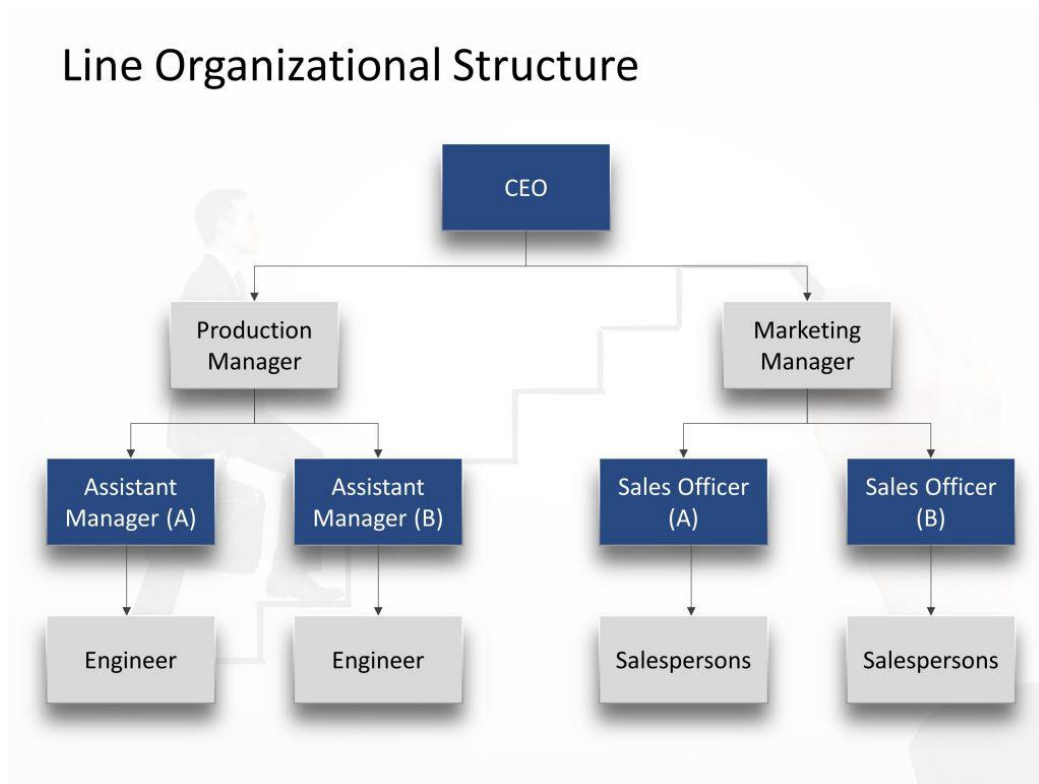 Line Organizational Structure
CEO
Production
Manager
Marketing
Manager
Assistant
Manager (A)
Assistant
Manager (B)
Sales Officer
(A)
Sales Officer
(B)
Engineer
Engineer
Salespersons
Salespersons